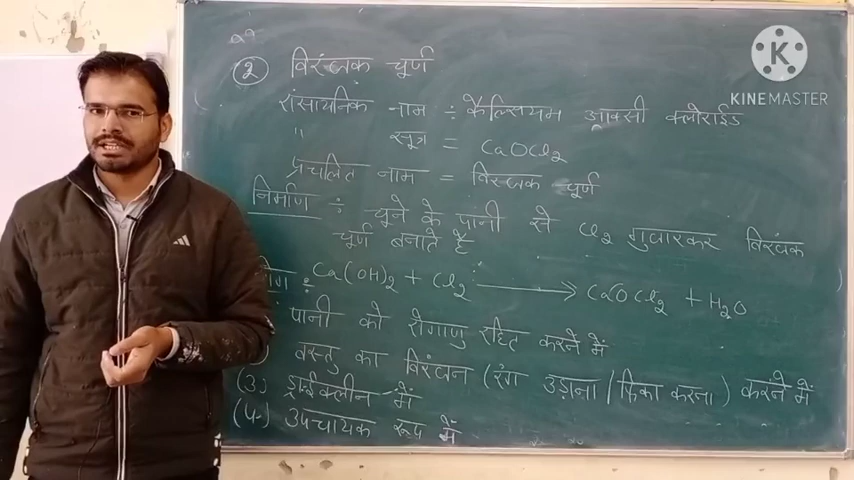 ② विरंजक चूर्ण
रासायनिक नाम ÷ कैल्सियम आक्सी क्लोराईड
" सूत्र = CaOCl₂
प्रचलित नाम = विरंजक चूर्ण
निर्माण ÷ चूने के पानी से Cl₂ गुजारकर विरंजक
चूर्ण बनाते हैं
Ca(OH)₂ + Cl₂ ⟶ CaOCl₂ + H₂O
पानी को रोगाणु रहित करने में
वस्तु का विरंजन (रंग उड़ाना / फिका करना) करने में
(3) ड्राईक्लीन में
(4) उपचायक रूप में
K
KINEMASTER